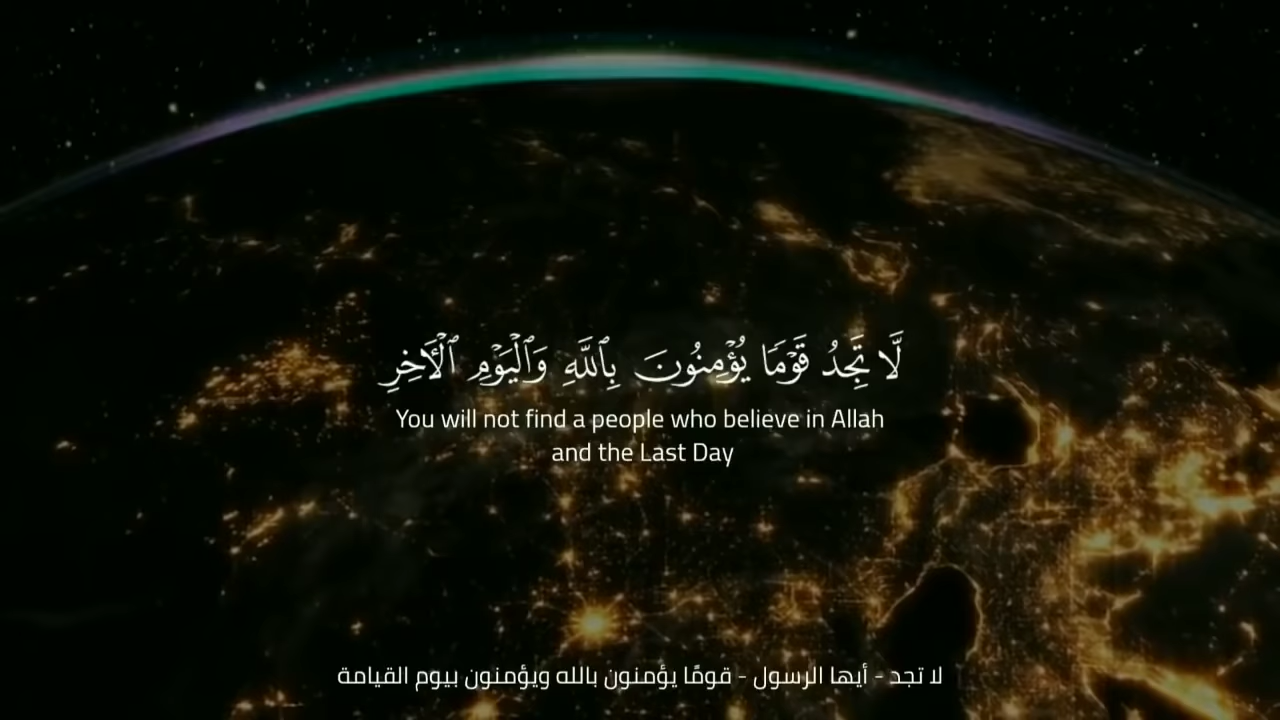 لَّا تَجِدُ قَوْمًا يُؤْمِنُونَ بِٱللَّهِ وَٱلْيَوْمِ ٱلْـَٔاخِرِ
You will not find a people who believe in Allah
and the Last Day
لا تجد - أيها الرسول - قومًا يؤمنون بالله ويؤمنون بيوم القيامة